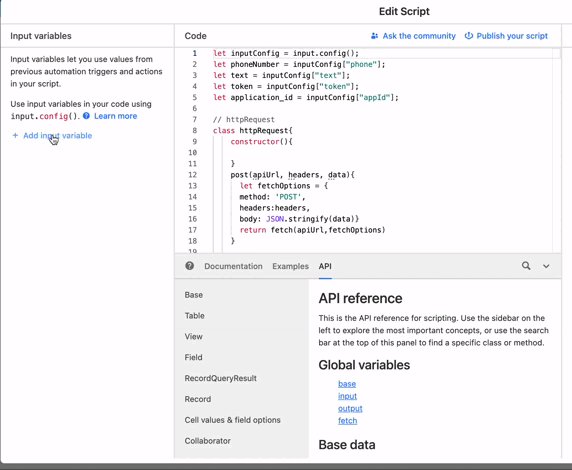 Edit Script
Input variables
Input variables let you use values from
previous automation triggers and actions
in your script.
Use input variables in your code using
input.config(). Learn more
+ Add input variable
Code
Ask the community
Publish your script
1 let inputConfig = input.config();
2 let phoneNumber = inputConfig["phone"];
3 let text = inputConfig["text"];
4 let token = inputConfig["token"];
5 let application_id = inputConfig["appId"];
6
7 // httpRequest
8 class httpRequest{
9 constructor(){
10
11 }
12 post(apiUrl, headers, data){
13 let fetchOptions = {
14 method: 'POST',
15 headers:headers,
16 body: JSON.stringify(data)}
17 return fetch(apiUrl,fetchOptions)
18 }
19
Documentation Examples API
Base
Table
View
Field
RecordQueryResult
Record
Cell values & field options
Collaborator
API reference
This is the API reference for scripting. Use the sidebar on the
left to explore the most important concepts, or use the search
bar at the top of this panel to find a specific class or method.
Global variables
base
input
output
fetch
Base data